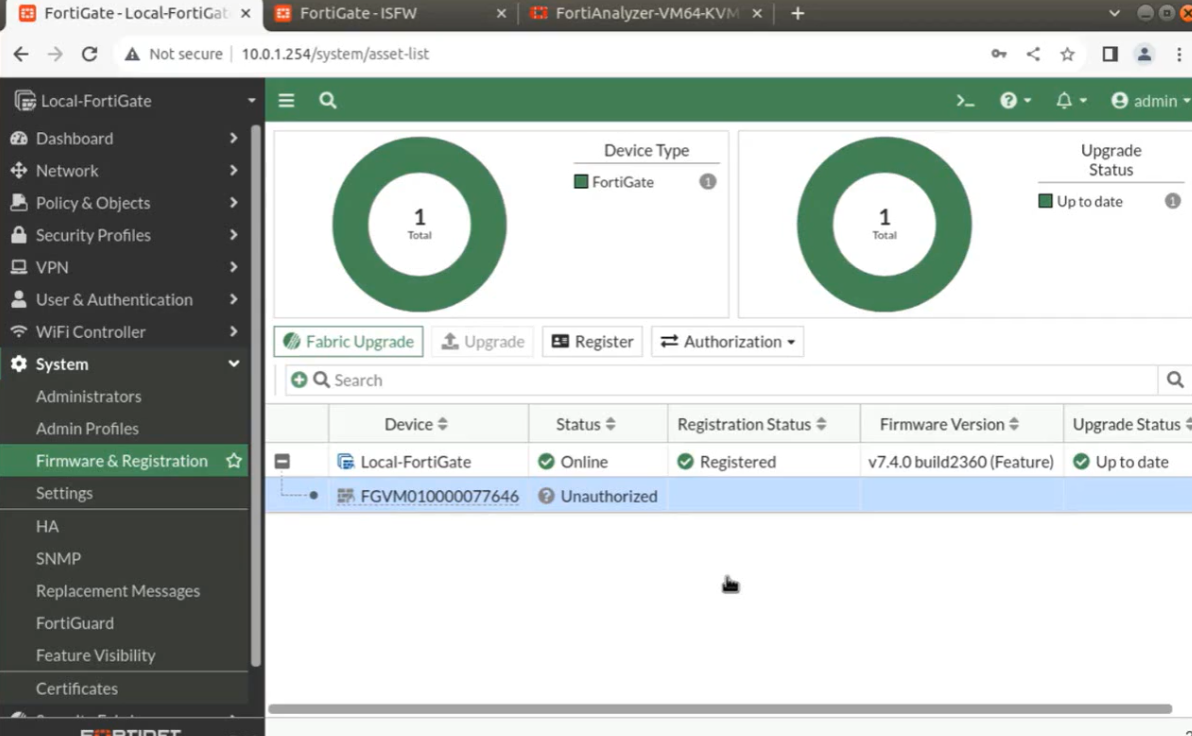 FortiGate - Local-FortiGat
FortiGate - ISFW
FortiAnalyzer-VM64-KVM
Not secure | 10.0.1.254/system/asset-list
Local-FortiGate
admin
Dashboard
Network
Policy & Objects
Security Profiles
VPN
User & Authentication
WiFi Controller
System
Administrators
Admin Profiles
Firmware & Registration
Settings
HA
SNMP
Replacement Messages
FortiGuard
Feature Visibility
Certificates
1
Total
Device Type
FortiGate 1
1
Total
Upgrade
Status
Up to date 1
Fabric Upgrade Upgrade Register Authorization
Search
Device Status Registration Status Firmware Version Upgrade Status
Local-FortiGate Online Registered v7.4.0 build2360 (Feature) Up to date
FGVM010000077646 Unauthorized